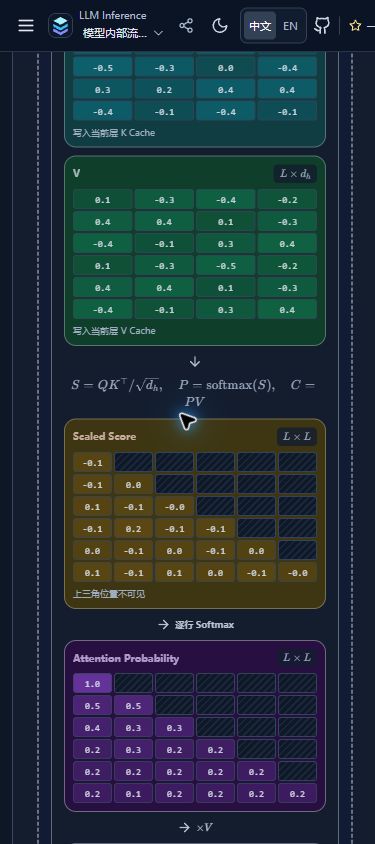 LLM Inference
模型内部流...
中文 EN
-0.5 -0.3 0.0 -0.4
0.3 0.2 0.4 0.4
-0.4 -0.1 -0.4 -0.1
写入当前层 K Cache
V L × d_h
0.1 -0.3 -0.4 -0.2
0.4 0.4 0.1 -0.3
-0.4 -0.1 0.3 0.4
0.1 -0.3 -0.5 -0.2
0.4 0.4 0.1 -0.3
-0.4 -0.1 0.3 0.4
写入当前层 V Cache
↓
S = QK⊤/√d_h, P = softmax(S), C =
PV
Scaled Score L × L
-0.1
-0.1 0.0
0.1 -0.1 -0.0
-0.1 0.2 -0.1 -0.1
0.0 -0.1 0.0 -0.1 0.0
0.1 -0.1 0.1 0.0 -0.1 -0.0
上三角位置不可见
→ 逐行 Softmax
Attention Probability L × L
1.0
0.5 0.5
0.4 0.3 0.3
0.2 0.3 0.2 0.2
0.2 0.2 0.2 0.2 0.2
0.2 0.1 0.2 0.2 0.2 0.2
→ ×V